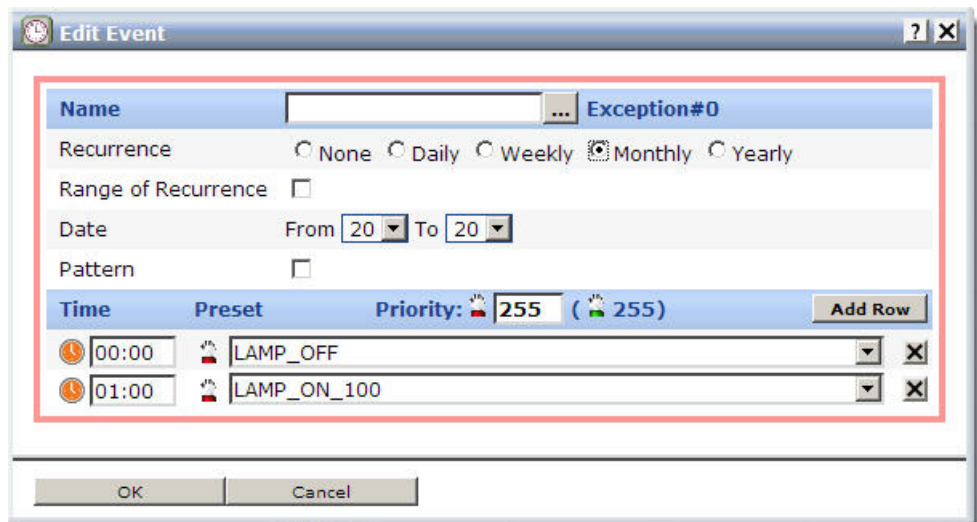 Edit Event ? X
Name ... Exception#0
Recurrence None Daily Weekly Monthly Yearly
Range of Recurrence
Date From 20 To 20
Pattern
Time Preset Priority: 255 ( 255) Add Row
00:00 LAMP_OFF
01:00 LAMP_ON_100
OK Cancel